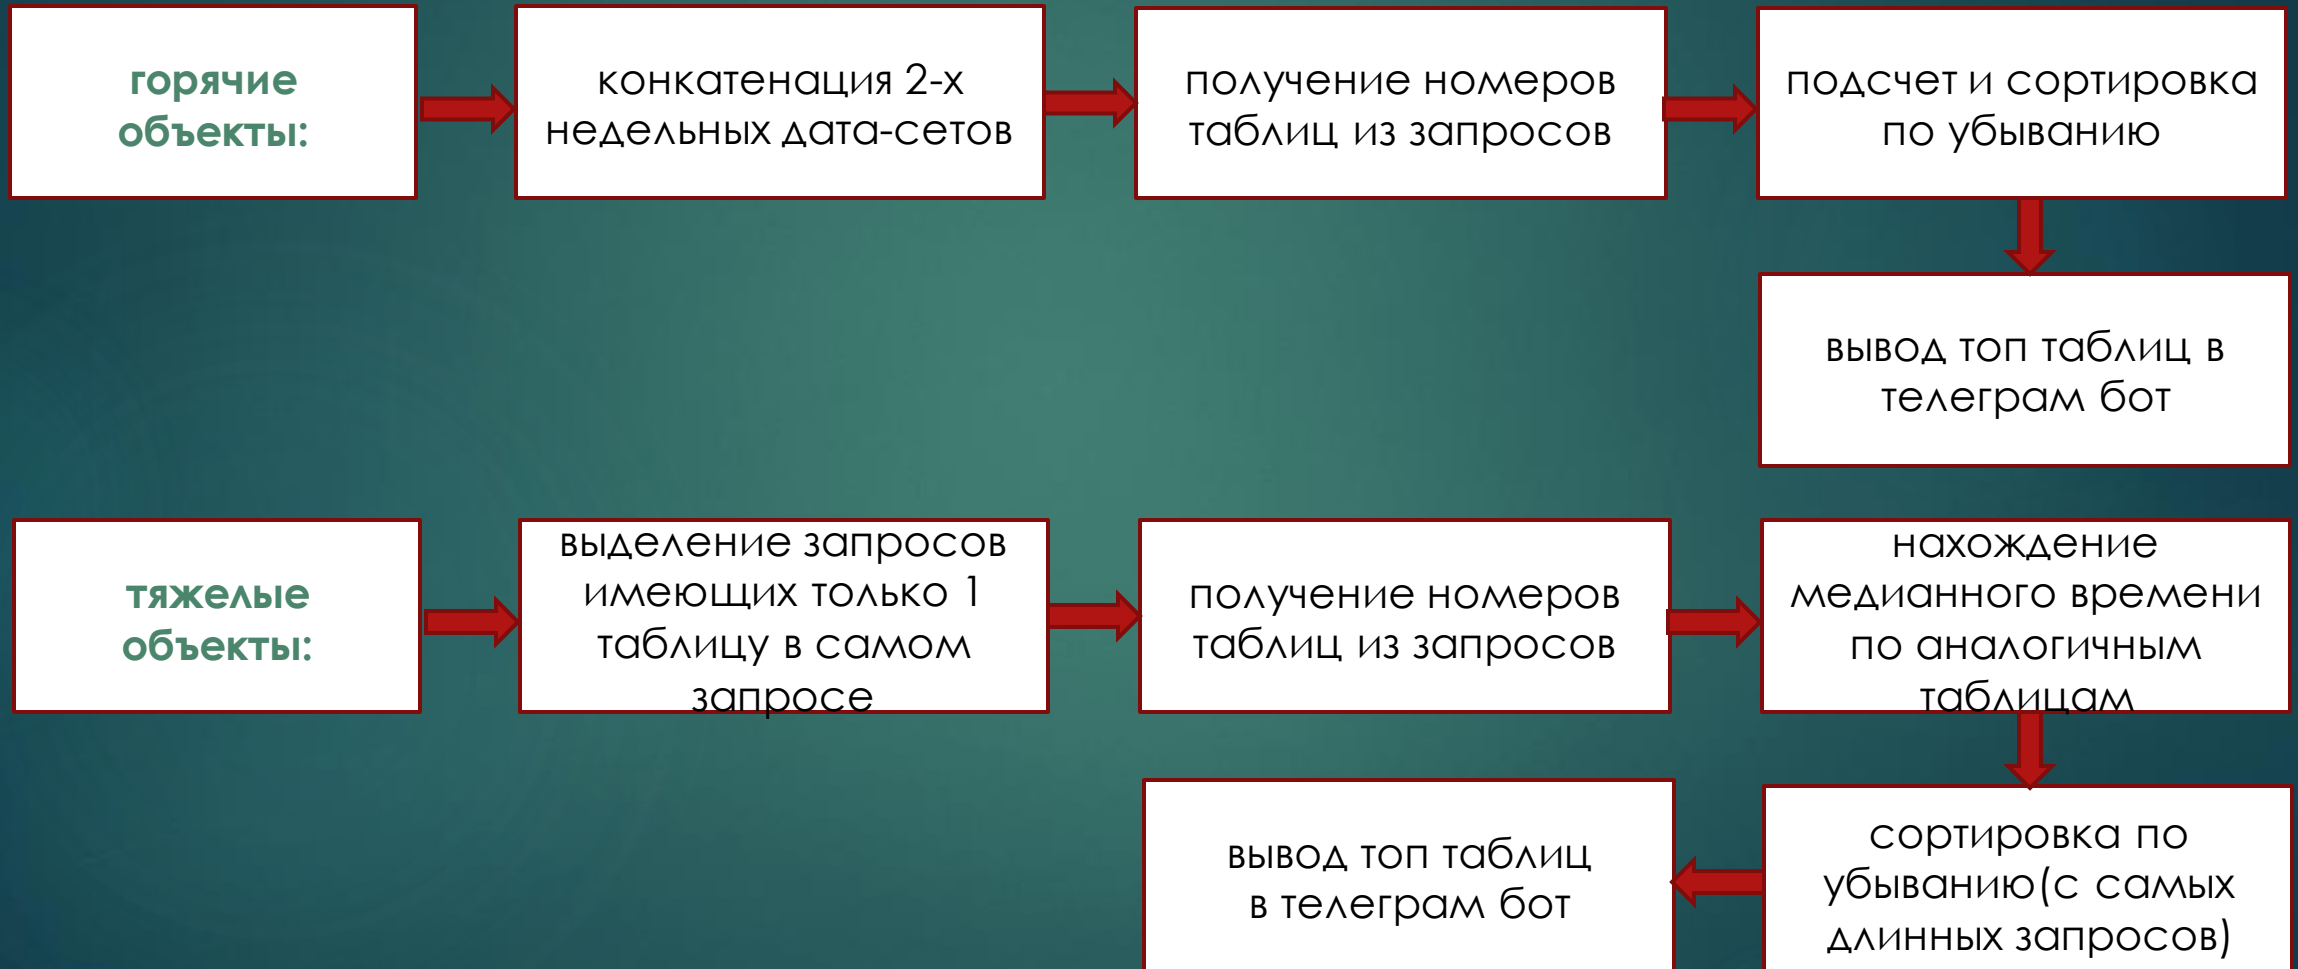 горячие
объекты:
конкатенация 2-х
недельных дата-сетов
получение номеров
таблиц из запросов
подсчет и сортировка
по убыванию
вывод топ таблиц в
телеграм бот
тяжелые
объекты:
выделение запросов
имеющих только 1
таблицу в самом
запросе
получение номеров
таблиц из запросов
нахождение
медианного времени
по аналогичным
таблицам
сортировка по
убыванию(с самых
длинных запросов)
вывод топ таблиц
в телеграм бот